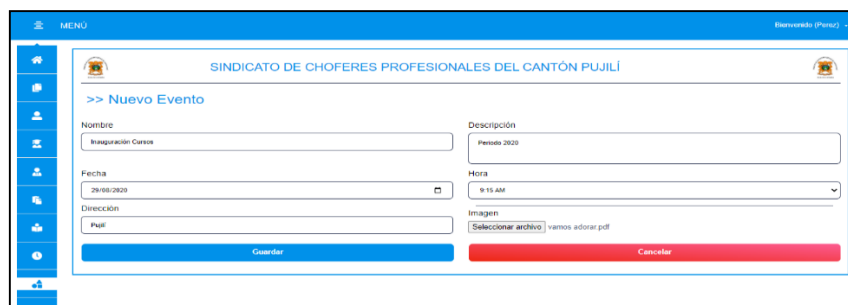 MENÚ
Bienvenido (Perez)
SINDICATO DE CHOFERES PROFESIONALES DEL CANTÓN PUJILÍ
>> Nuevo Evento
Nombre
Descripción
Inauguración Cursos
Periodo 2020
Fecha
Hora
29/08/2020
9:15 AM
Dirección
Imagen
Pujilí
Seleccionar archivo vamos adorar.pdf
Guardar
Cancelar